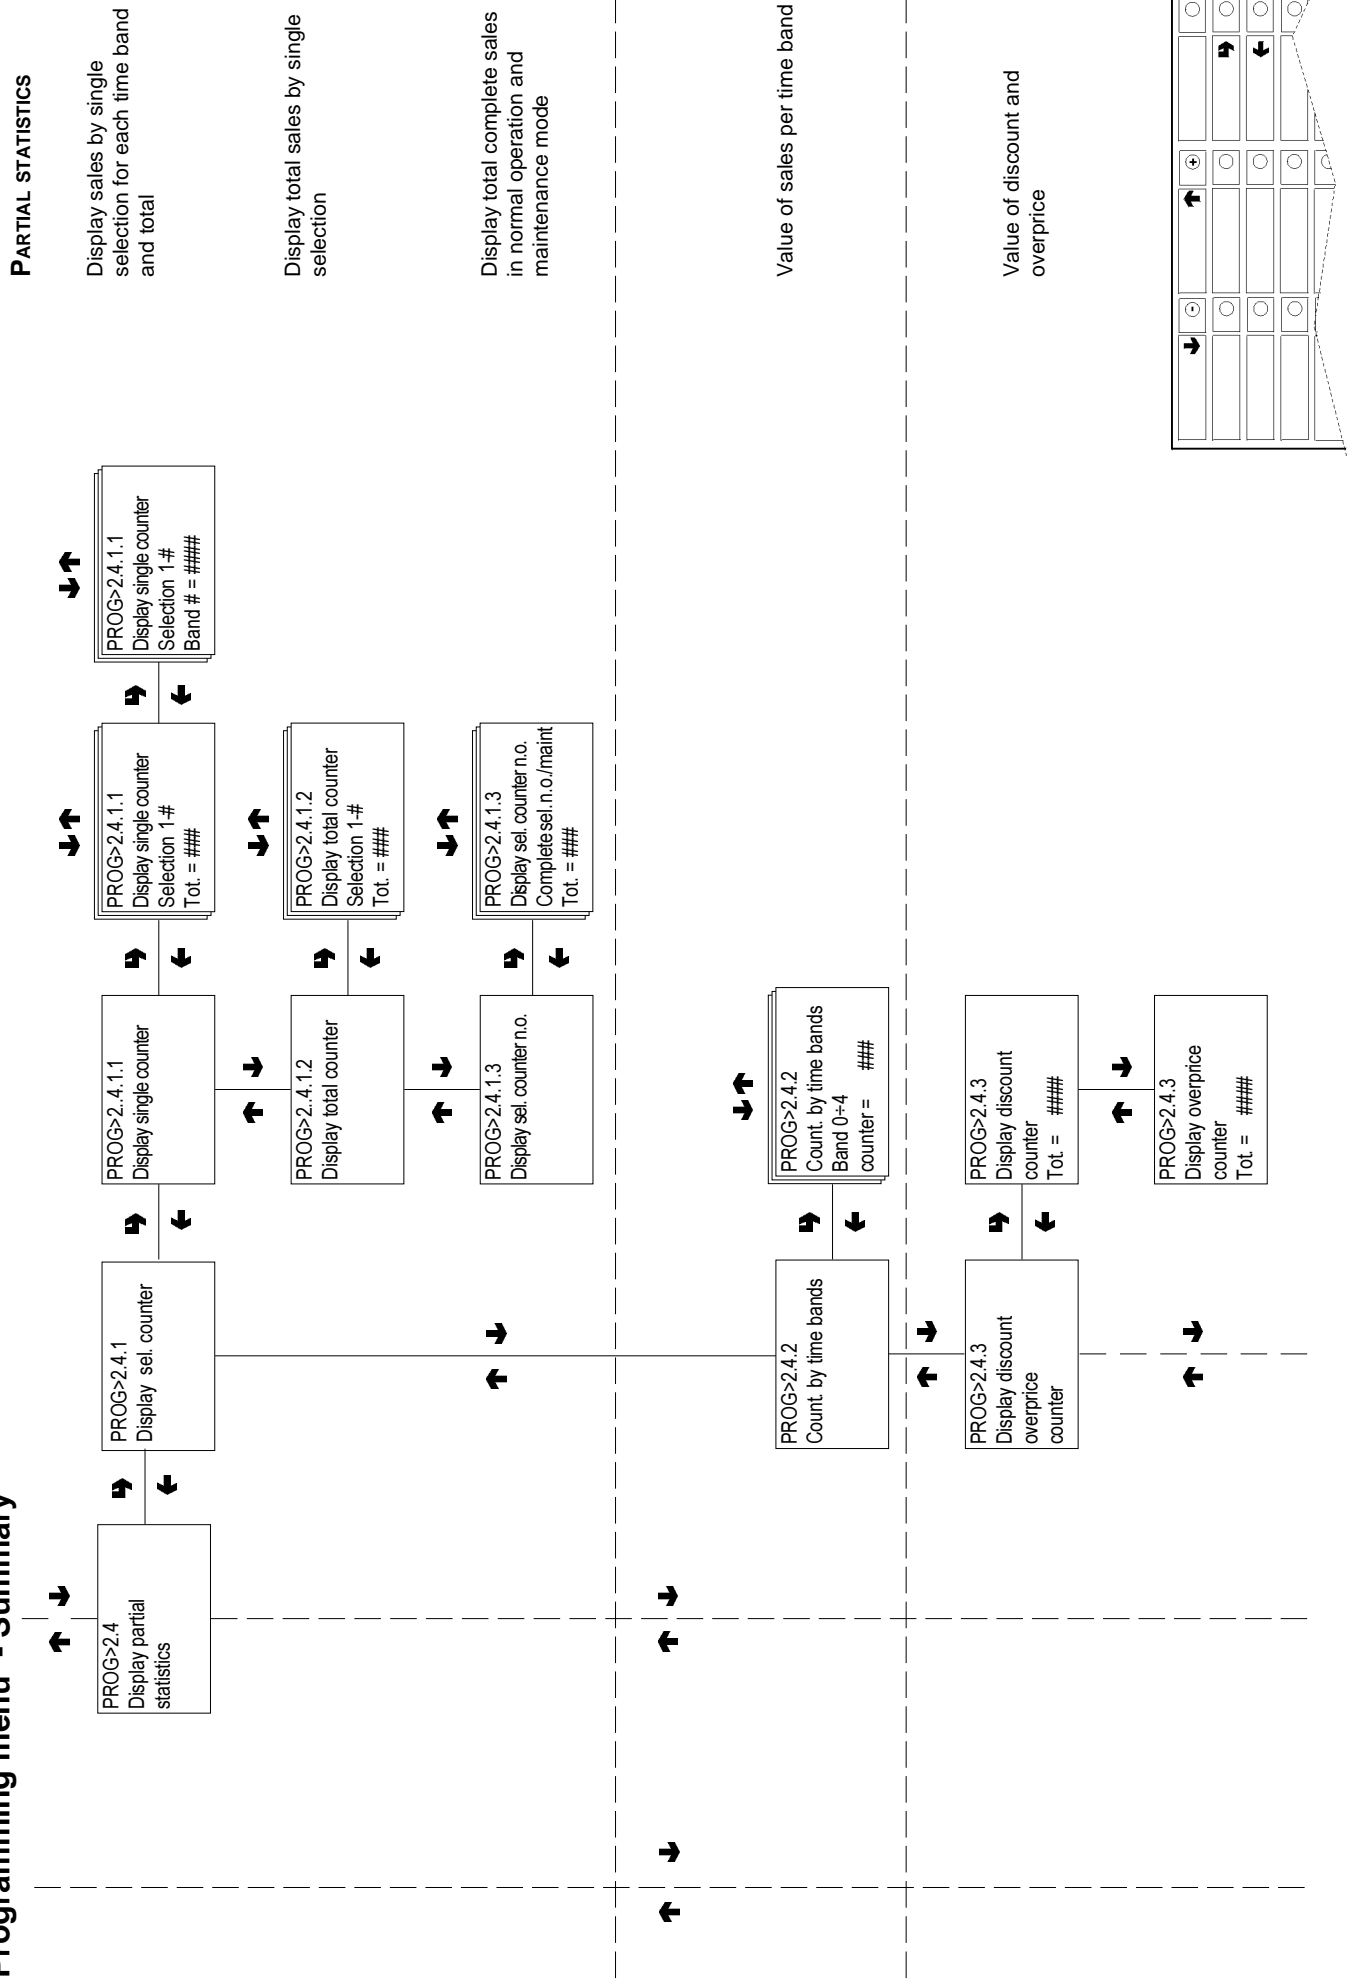 Programming menu - Summary
PARTIAL STATISTICS
PROG>2.4
Display partial
statistics
PROG>2.4.1
Display sel. counter
PROG>2.4.1.1
Display single counter
PROG>2.4.1.1
Display single counter
Selection 1-#
Tot. = ###
PROG>2.4.1.1
Display single counter
Selection 1-#
Band # = ####
Display sales by single
selection for each time band
and total
PROG>2.4.1.2
Display total counter
PROG>2.4.1.2
Display total counter
Selection 1-#
Tot. = ###
Display total sales by single
selection
PROG>2.4.1.3
Display sel. counter n.o.
PROG>2.4.1.3
Display sel. counter n.o.
Complete sel. n.o./maint
Tot. = ###
Display total complete sales
in normal operation and
maintenance mode
PROG>2.4.2
Count. by time bands
PROG>2.4.2
Count. by time bands
Band 0÷4
counter = ###
Value of sales per time band
PROG>2.4.3
Display discount
overprice
counter
PROG>2.4.3
Display discount
counter
Tot. = ####
Value of discount and
overprice
PROG>2.4.3
Display overprice
counter
Tot. = ####
- +